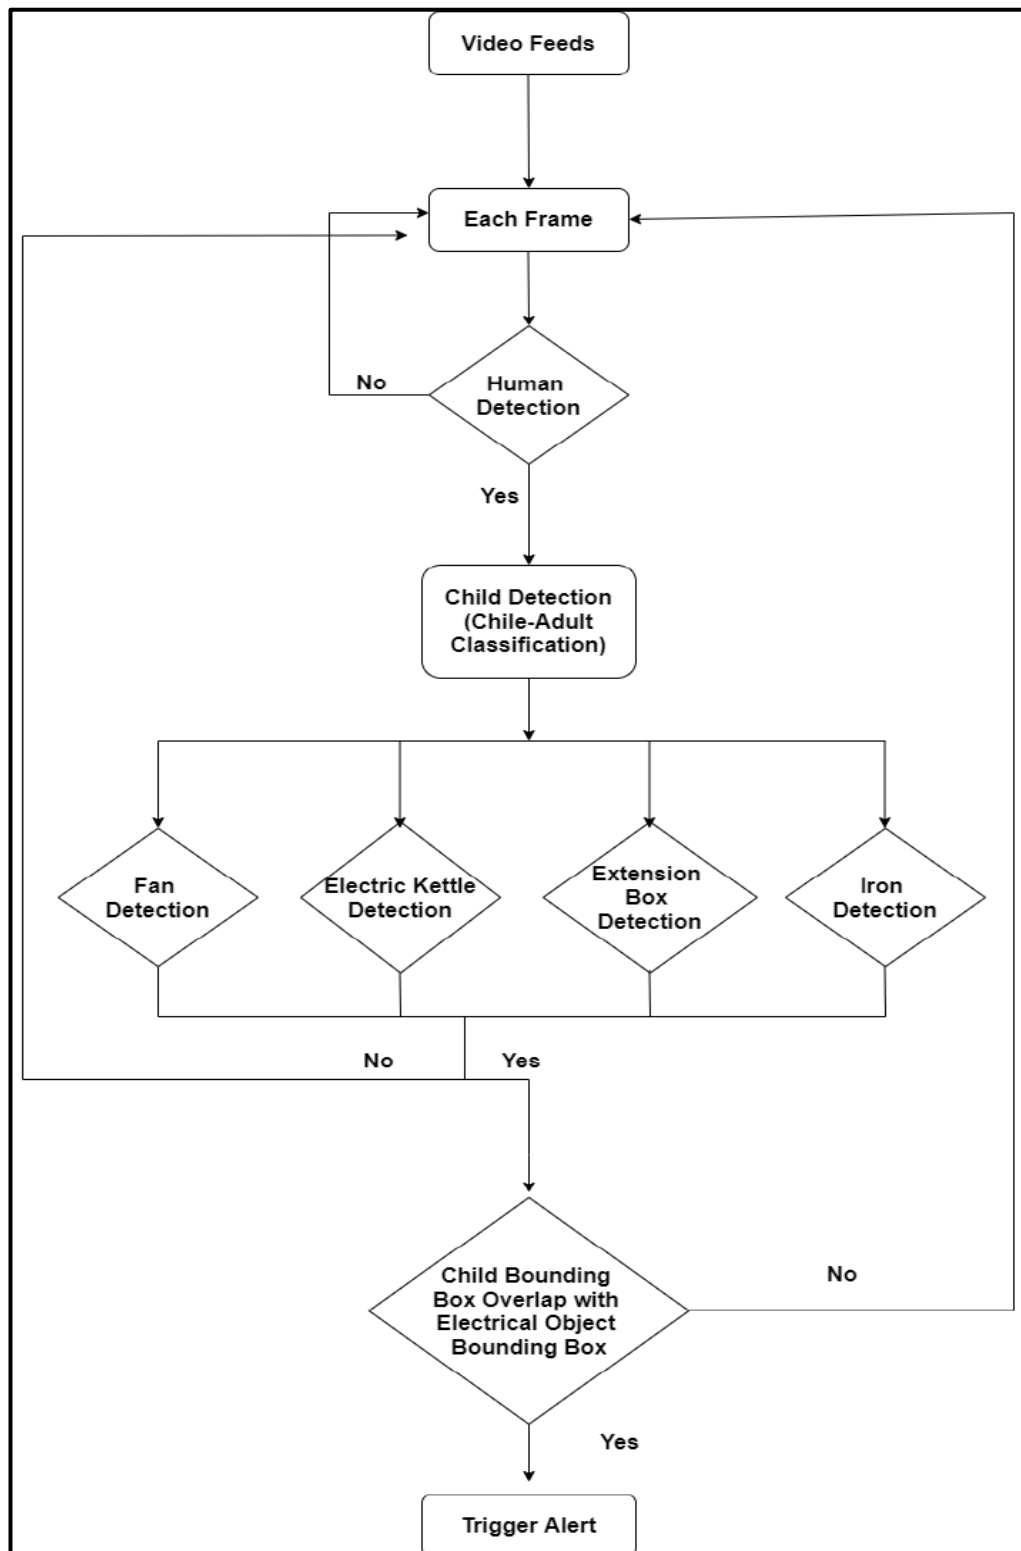 Video Feeds
Each Frame
No
Human
Detection
Yes
Child Detection
(Chile-Adult
Classification)
Fan
Detection
Electric Kettle
Detection
Extension
Box
Detection
Iron
Detection
No
Yes
Child Bounding
Box Overlap with
Electrical Object
Bounding Box
No
Yes
Trigger Alert